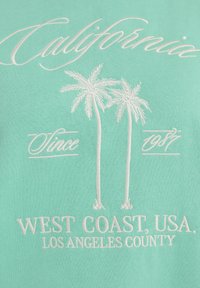 California
Since 1987
WEST COAST, USA.
LOS ANGELES COUNTY